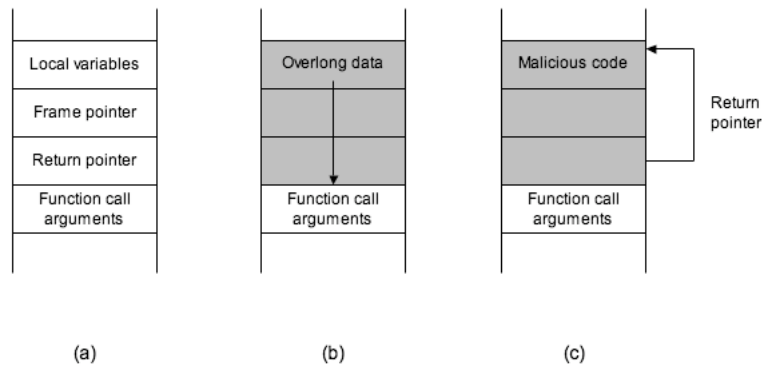 Local variables
Frame pointer
Return pointer
Function call
arguments
(a)
Overlong data
Function call
arguments
(b)
Malicious code
Function call
arguments
Return
pointer
(c)